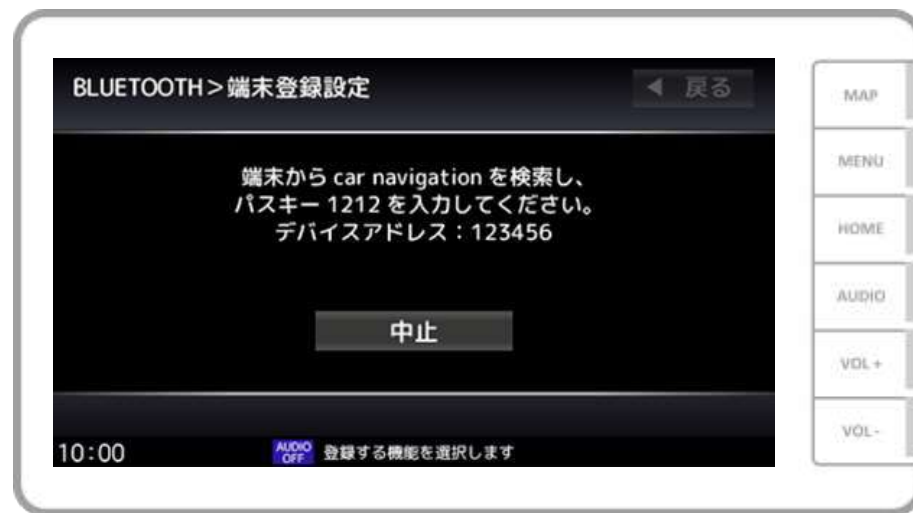 BLUETOOTH>端末登録設定
◀ 戻る
端末から car navigation を検索し、
パスキー 1212 を入力してください。
デバイスアドレス：123456
中止
10:00
AUDIO
OFF
登録する機能を選択します
MAP
MENU
HOME
AUDIO
VOL+
VOL-